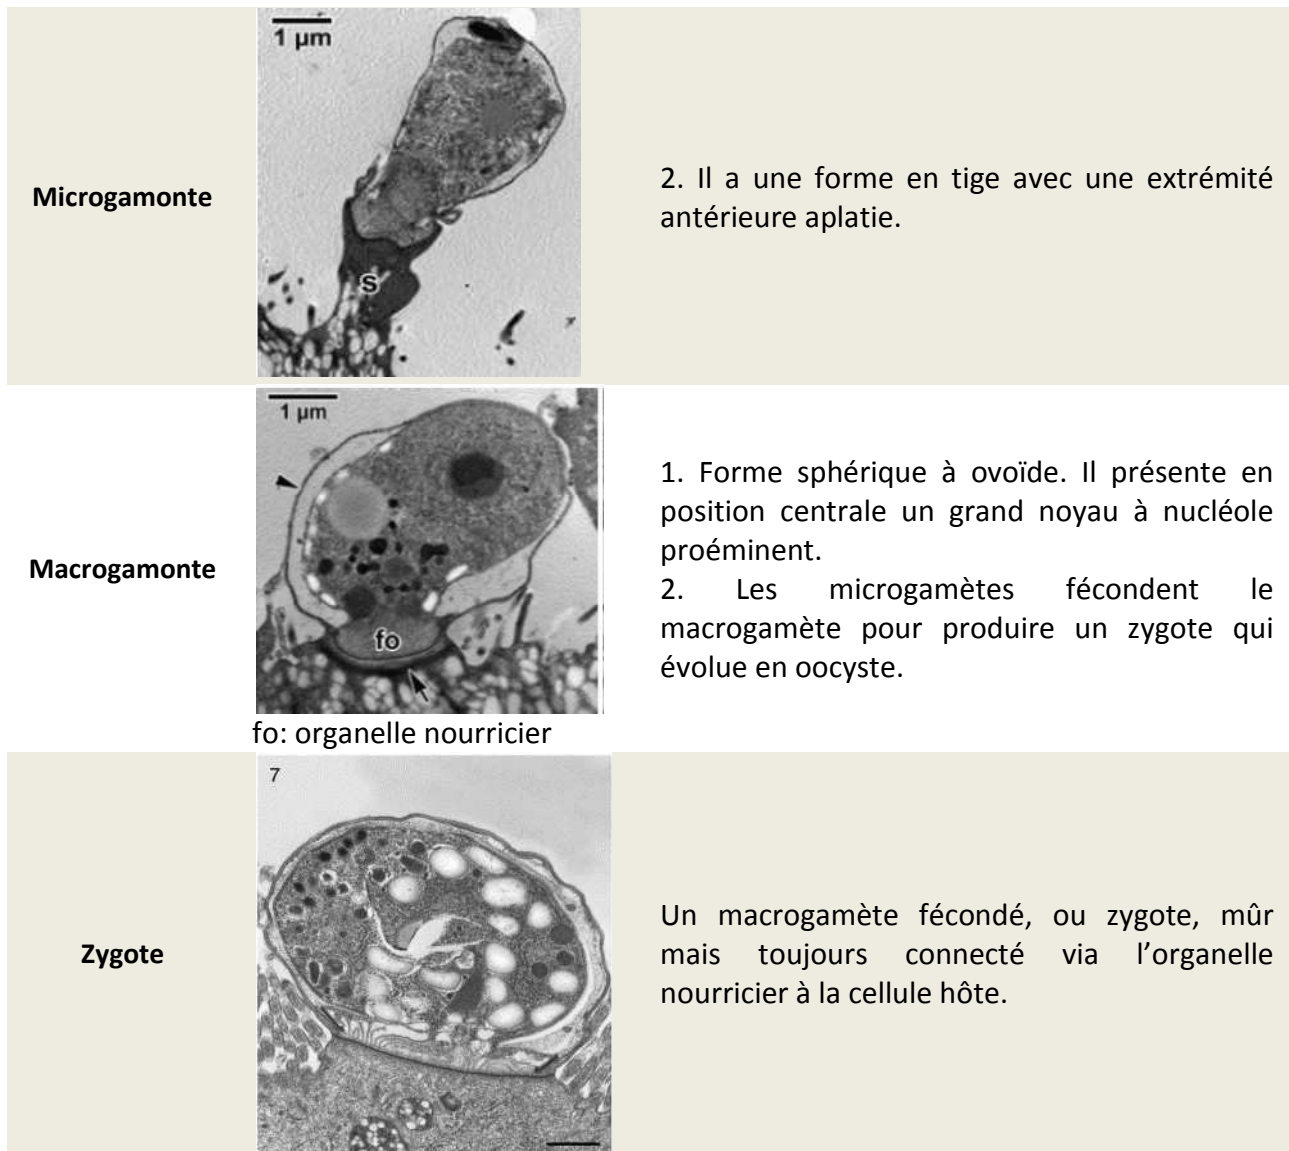 1 µm
s
Microgamonte
2. Il a une forme en tige avec une extrémité
antérieure aplatie.
1 µm
fo
Macrogamonte
1. Forme sphérique à ovoïde. Il présente en
position centrale un grand noyau à nucléole
proéminent.
2. Les microgamètes fécondent le
macrogamète pour produire un zygote qui
évolue en oocyste.
fo: organelle nourricier
7
Zygote
Un macrogamète fécondé, ou zygote, mûr
mais toujours connecté via l’organelle
nourricier à la cellule hôte.